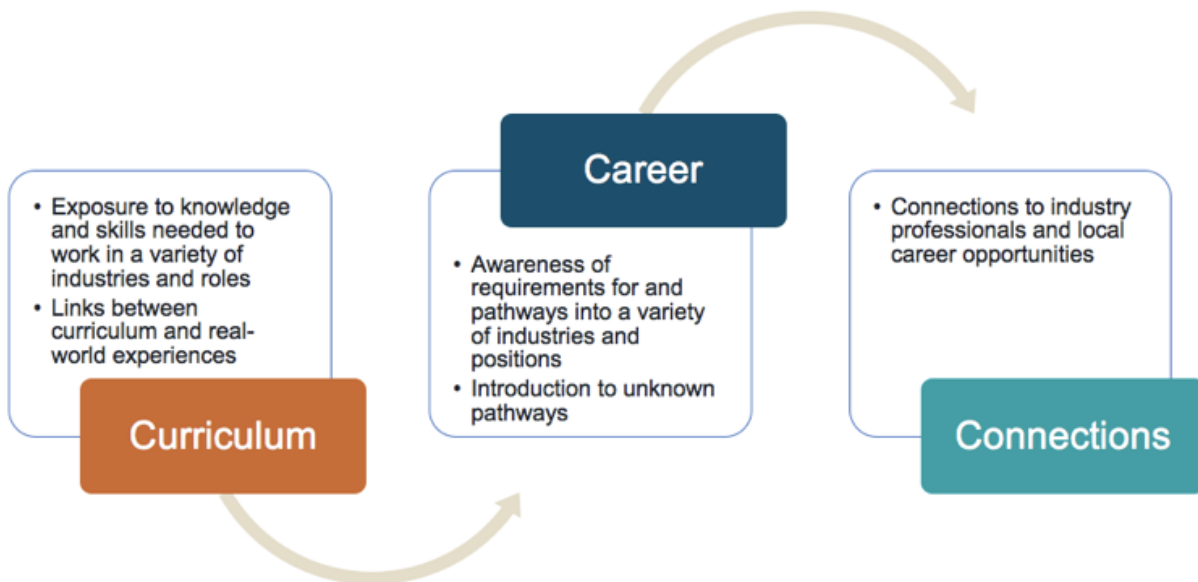 • Exposure to knowledge
and skills needed to
work in a variety of
industries and roles
• Links between
curriculum and real-
world experiences
Curriculum
Career
• Awareness of
requirements for and
pathways into a variety
of industries and
positions
• Introduction to unknown
pathways
• Connections to industry
professionals and local
career opportunities
Connections